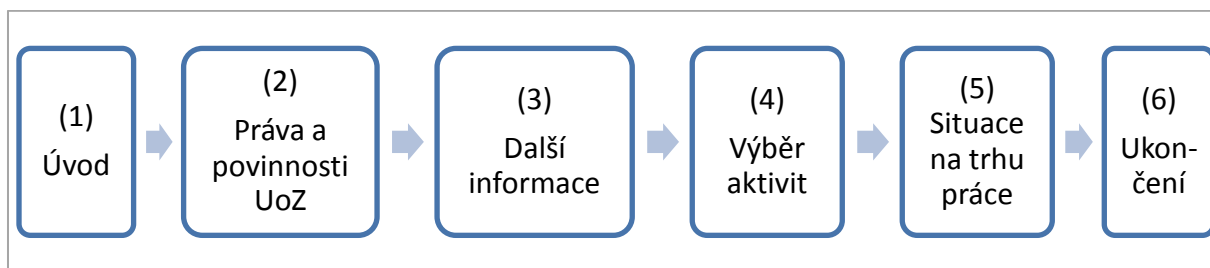 (1)
Úvod
(2)
Práva a
povinnosti
UoZ
(3)
Další
informace
(4)
Výběr
aktivit
(5)
Situace
na trhu
práce
(6)
Ukon-
čení